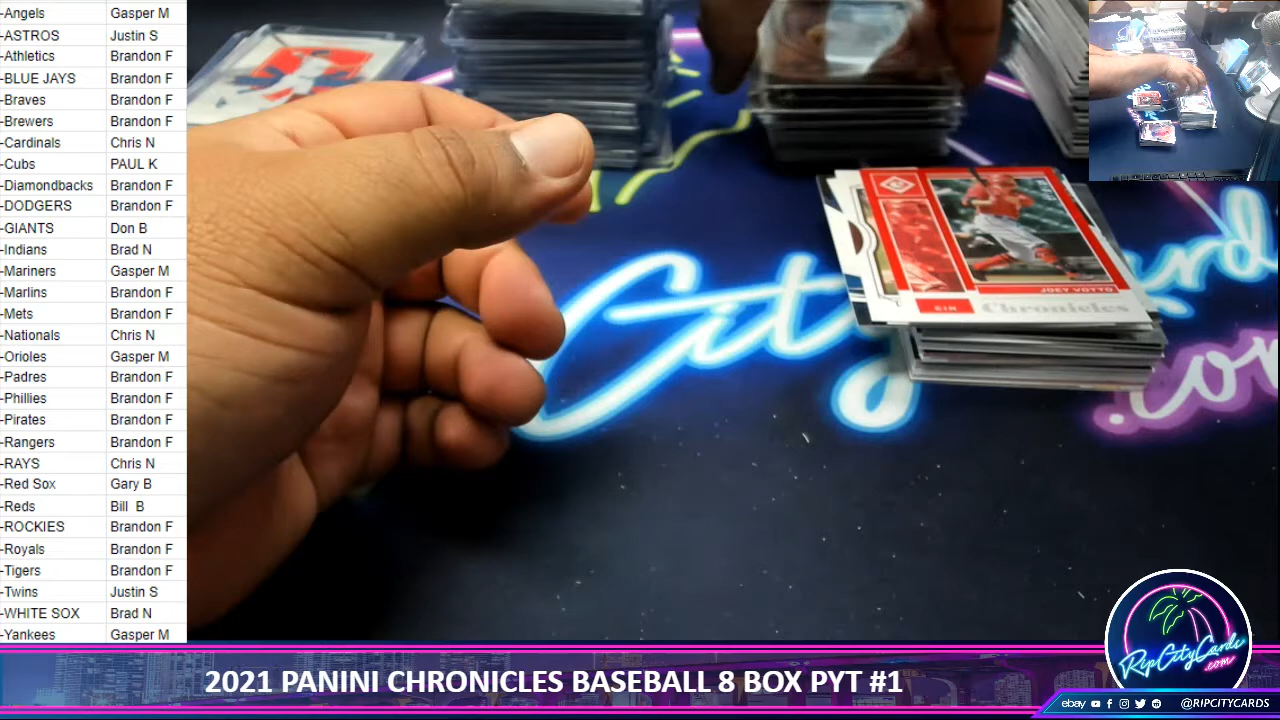 -Angels Gasper M
-ASTROS Justin S
-Athletics Brandon F
-BLUE JAYS Brandon F
-Braves Brandon F
-Brewers Brandon F
-Cardinals Chris N
-Cubs PAUL K
-Diamondbacks Brandon F
-DODGERS Brandon F
-GIANTS Don B
-Indians Brad N
-Mariners Gasper M
-Marlins Brandon F
-Mets Brandon F
-Nationals Chris N
-Orioles Gasper M
-Padres Brandon F
-Phillies Brandon F
-Pirates Brandon F
-Rangers Brandon F
-RAYS Chris N
-Red Sox Gary B
-Reds Bill B
-ROCKIES Brandon F
-Royals Brandon F
-Tigers Brandon F
-Twins Justin S
-WHITE SOX Brad N
-Yankees Gasper M
JOEY VOTTO
CIN Chronicles
City
.co
RipCityCards
.com
2021 PANINI CHRONICLES BASEBALL 8 BOX PYT #1
ebay @RIPCITYCARDS